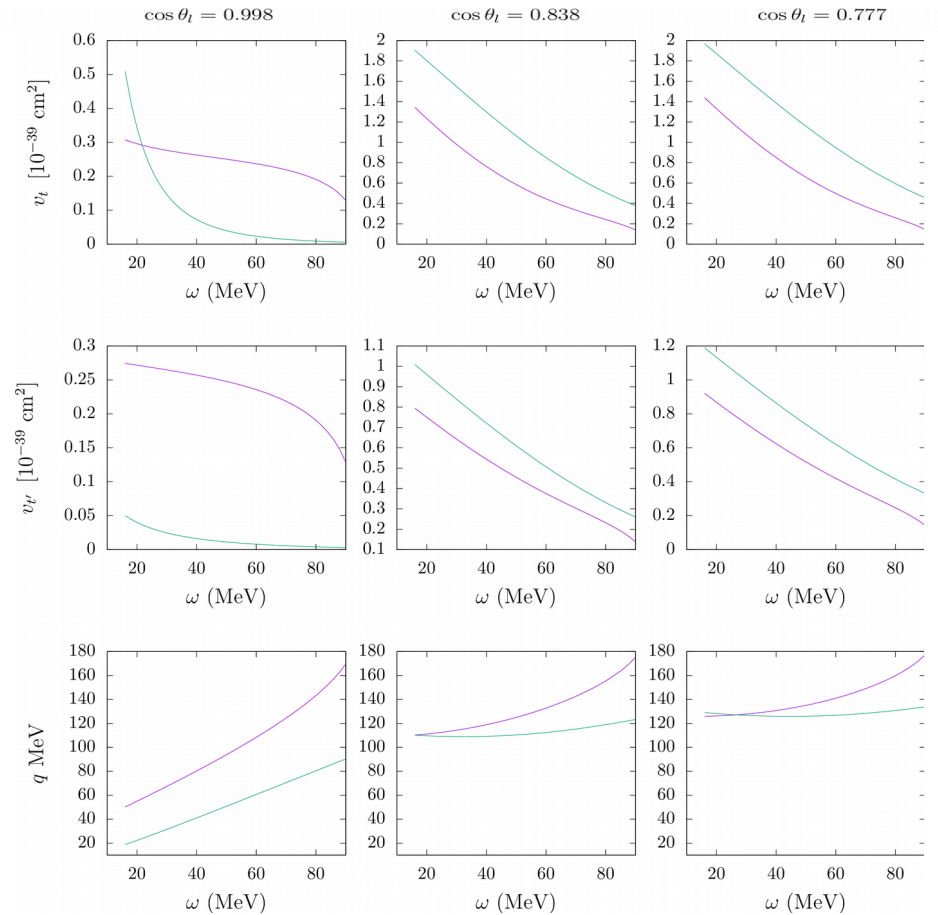 cos θ_l = 0.998 cos θ_l = 0.838 cos θ_l = 0.777
v_t [10^{-39} cm^2]
0.6 0.5 0.4 0.3 0.2 0.1 0
20 40 60 80
ω (MeV)
2 1.8 1.6 1.4 1.2 1 0.8 0.6 0.4 0.2 0
20 40 60 80
ω (MeV)
2 1.8 1.6 1.4 1.2 1 0.8 0.6 0.4 0.2 0
20 40 60 80
ω (MeV)
v_{t'} [10^{-39} cm^2]
0.3 0.25 0.2 0.15 0.1 0.05 0
20 40 60 80
ω (MeV)
1.1 1 0.9 0.8 0.7 0.6 0.5 0.4 0.3 0.2 0.1
20 40 60 80
ω (MeV)
1.2 1 0.8 0.6 0.4 0.2 0
20 40 60 80
ω (MeV)
q MeV
180 160 140 120 100 80 60 40 20
20 40 60 80
ω (MeV)
180 160 140 120 100 80 60 40 20
20 40 60 80
ω (MeV)
180 160 140 120 100 80 60 40 20
20 40 60 80
ω (MeV)